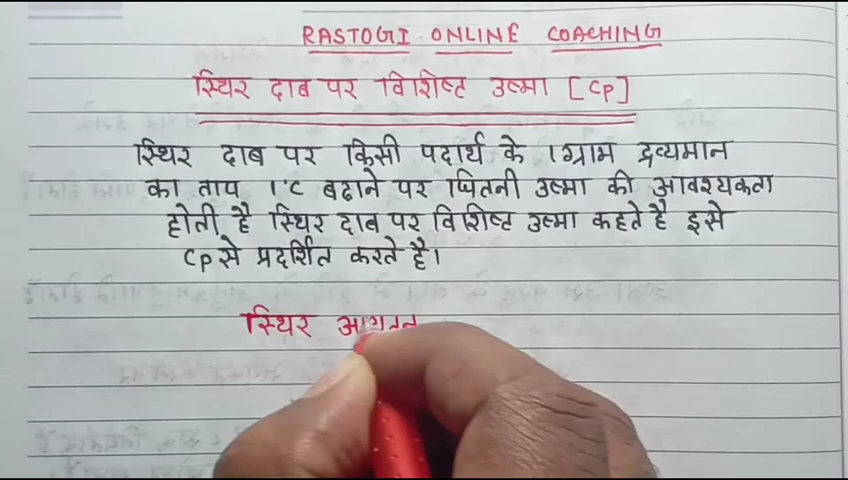 RASTOGI ONLINE COACHING
स्थिर दाब पर विशिष्ट उष्मा [Cp]
स्थिर दाब पर किसी पदार्थ के 1ग्राम द्रव्यमान
का ताप 1°C बढाने पर जितनी उष्मा की आवश्यकता
होती है स्थिर दाब पर विशिष्ट उष्मा कहते है इसे
Cp से प्रदर्शित करते है।
स्थिर आयतन